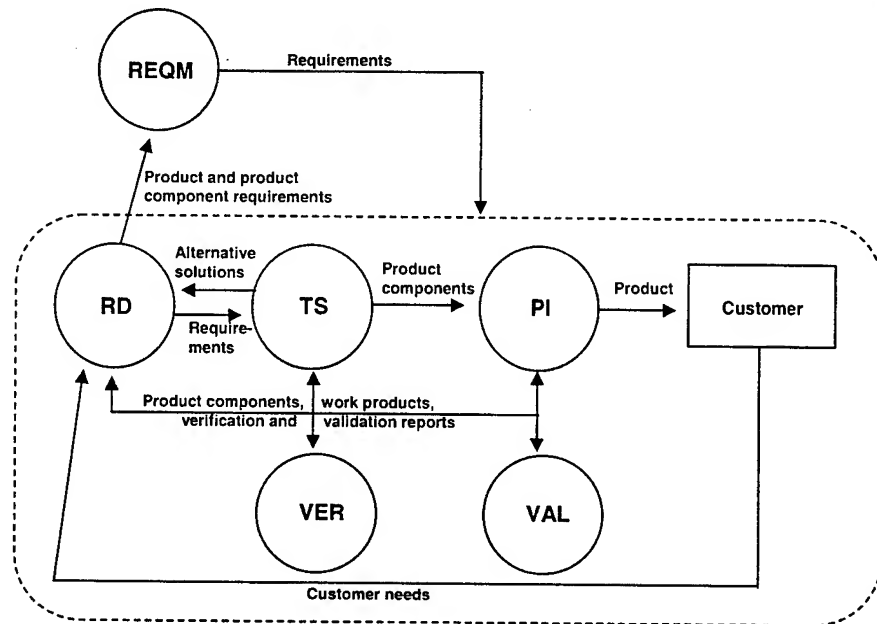 REQM
Requirements
Product and product
component requirements
Alternative
solutions
RD
Require-
ments
TS
Product
components
PI
Product
Customer
Product components, work products,
verification and validation reports
VER
VAL
Customer needs